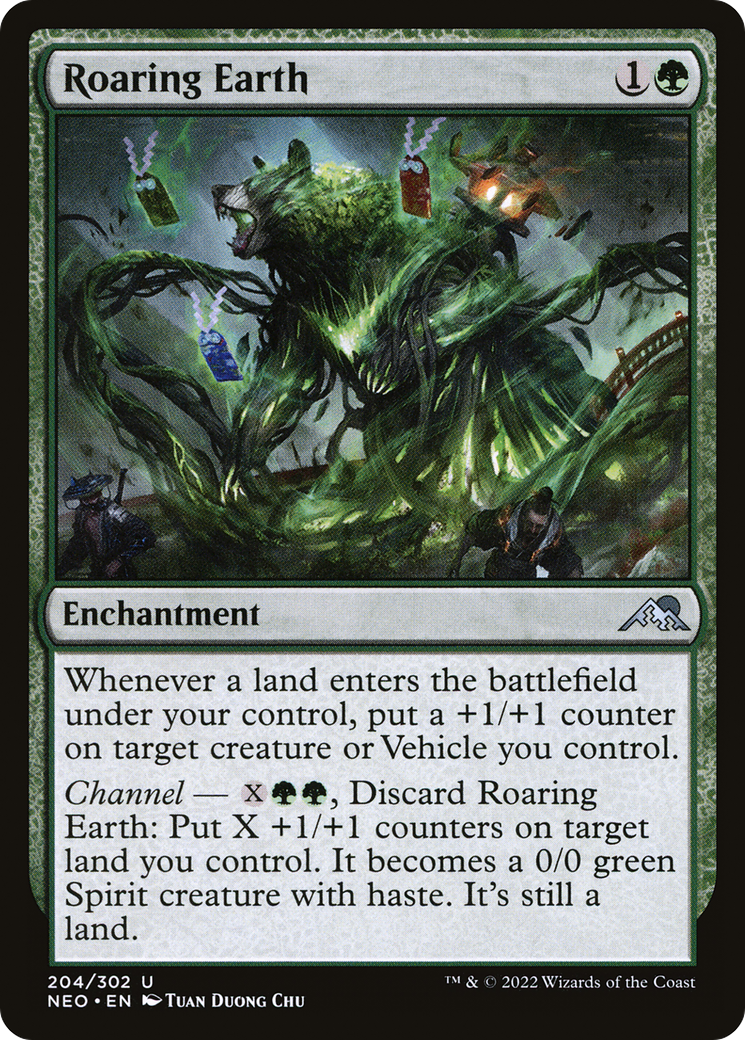 Roaring Earth 1
Enchantment
Whenever a land enters the battlefield
under your control, put a +1/+1 counter
on target creature or Vehicle you control.
Channel — X, Discard Roaring
Earth: Put X +1/+1 counters on target
land you control. It becomes a 0/0 green
Spirit creature with haste. It's still a
land.
204/302 U ™ & © 2022 Wizards of the Coast
NEO • EN Tuan Duong Chu